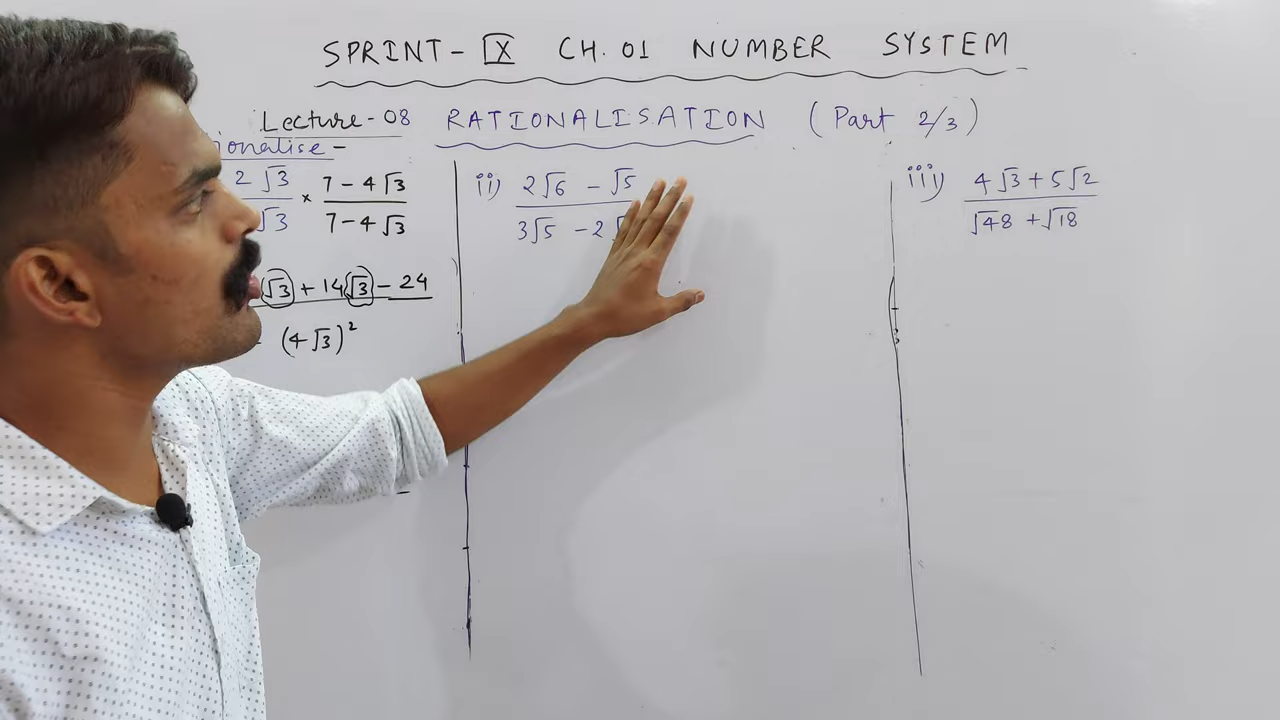 SPRINT - IX CH. 01 NUMBER SYSTEM
Lecture - 08 RATIONALISATION (Part 2/3)
onalise -
2√3 × 7 - 4√3
√3 7 - 4√3
√3 + 14√3 - 24
- (4√3)²
ii) 2√6 - √5
3√5 - 2√
iii) 4√3 + 5√2
√48 + √18